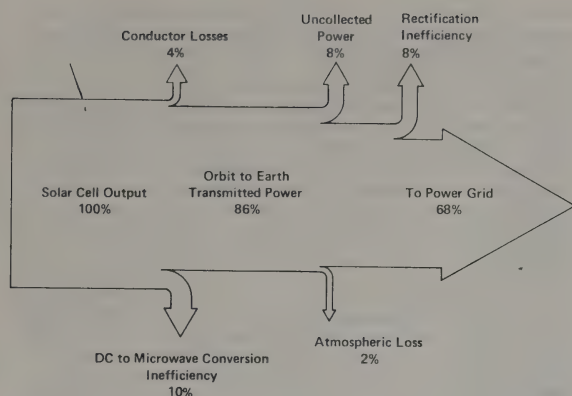 Conductor Losses
4%
Uncollected
Power
8%
Rectification
Inefficiency
8%
Solar Cell Output
100%
Orbit to Earth
Transmitted Power
86%
To Power Grid
68%
DC to Microwave Conversion
Inefficiency
10%
Atmospheric Loss
2%